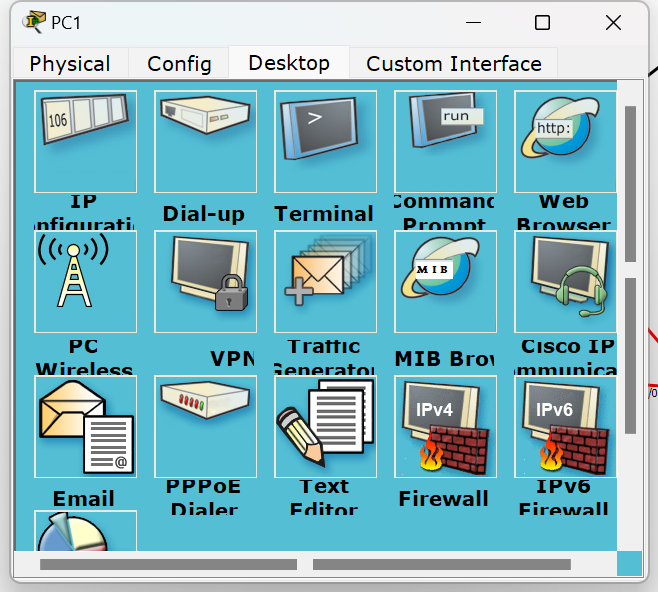 PC1
Physical Config Desktop Custom Interface
106
>
run
http:
IP
nfigurati
Dial-up
Terminal
Command
Prompt
Web
Browser
MIB
PC
Wireless
VPN
Traffic
Generator
MIB Brow
Cisco IP
ommunica
@
IPv4
IPv6
Email
PPPoE
Dialer
Text
Editor
Firewall
IPv6
Firewall
/0